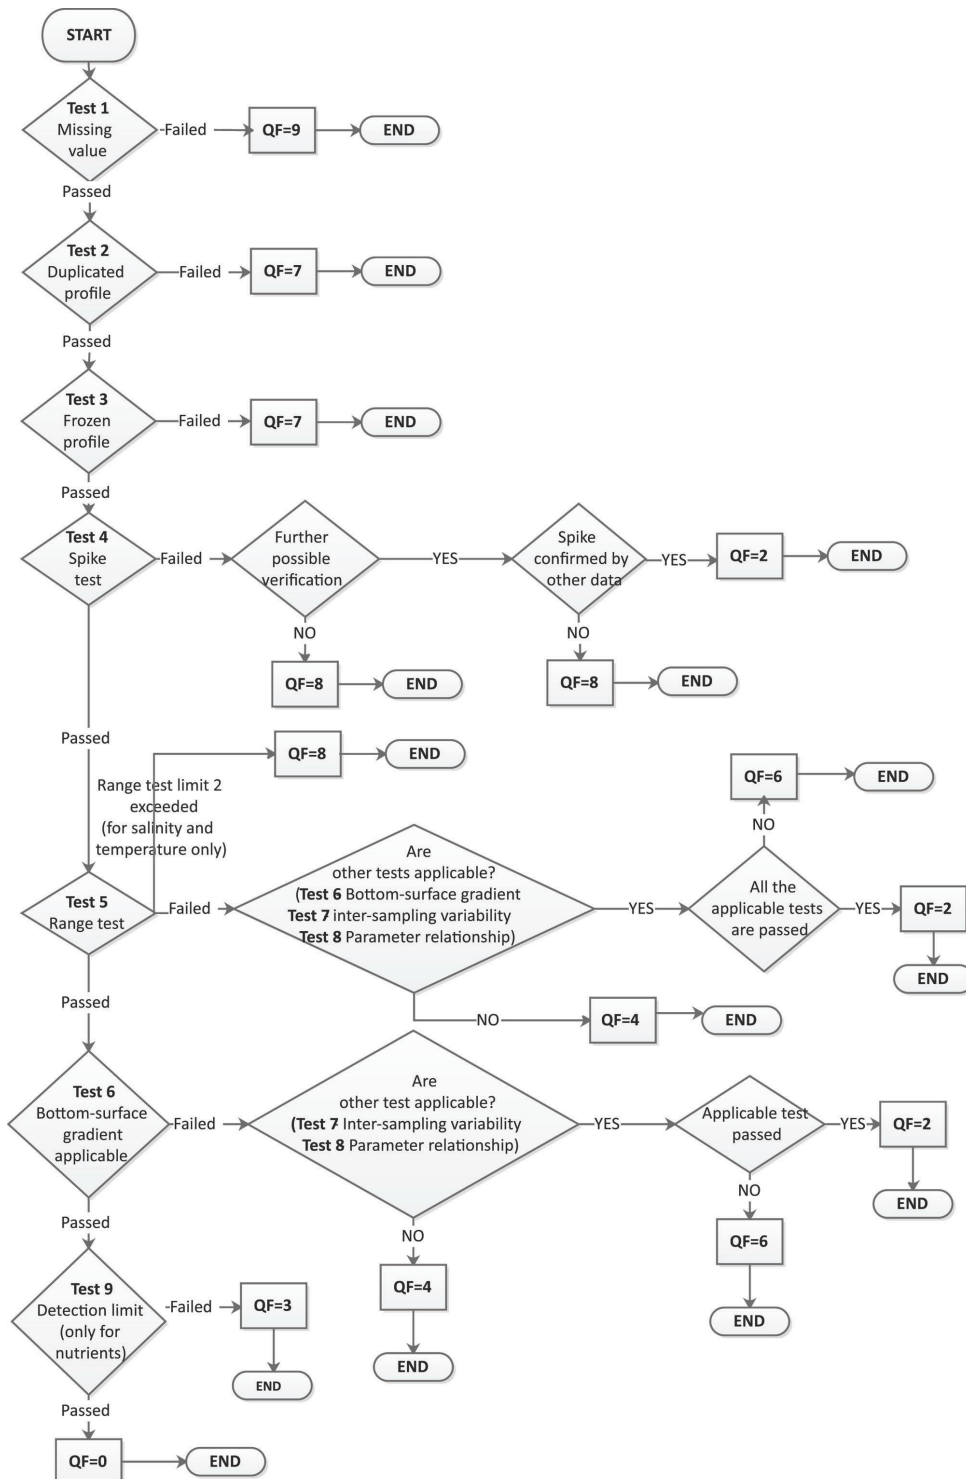 START
Test 1
Missing
value
Failed
QF=9
END
Passed
Test 2
Duplicated
profile
Failed
QF=7
END
Passed
Test 3
Frozen
profile
Failed
QF=7
END
Passed
Test 4
Spike
test
Failed
Further
possible
verification
YES
Spike
confirmed by
other data
YES
QF=2
END
NO
QF=8
END
NO
QF=8
END
Passed
Range test limit 2
exceeded
(for salinity and
temperature only)
QF=8
END
Test 5
Range test
Failed
Are
other tests applicable?
(Test 6 Bottom-surface gradient
Test 7 inter-sampling variability
Test 8 Parameter relationship)
YES
All the
applicable tests
are passed
NO
QF=6
END
YES
QF=2
END
NO
QF=4
END
Passed
Test 6
Bottom-surface
gradient
applicable
Failed
Are
other test applicable?
(Test 7 Inter-sampling variability
Test 8 Parameter relationship)
YES
Applicable test
passed
YES
QF=2
END
NO
QF=6
END
NO
QF=4
END
Passed
Test 9
Detection limit
(only for
nutrients)
Failed
QF=3
END
Passed
QF=0
END